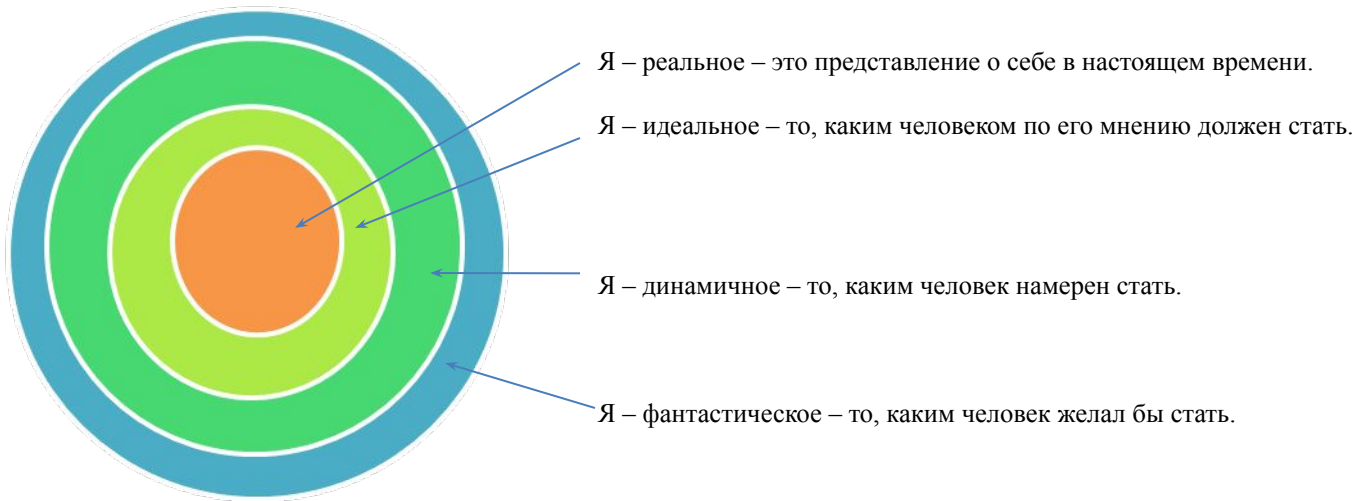 Я – реальное – это представление о себе в настоящем времени.
Я – идеальное – то, каким человеком по его мнению должен стать.
Я – динамичное – то, каким человек намерен стать.
Я – фантастическое – то, каким человек желал бы стать.